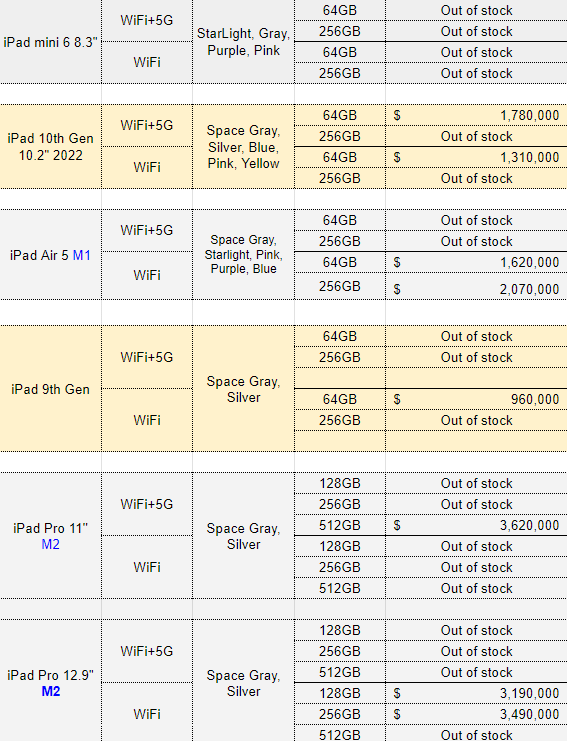 iPad mini 6 8.3"
WiFi+5G
WiFi
StarLight, Gray,
Purple, Pink
64GB Out of stock
256GB Out of stock
64GB Out of stock
256GB Out of stock
iPad 10th Gen
10.2" 2022
WiFi+5G
WiFi
Space Gray,
Silver, Blue,
Pink, Yellow
64GB $ 1,780,000
256GB Out of stock
64GB $ 1,310,000
256GB Out of stock
iPad Air 5 M1
WiFi+5G
WiFi
Space Gray,
Starlight, Pink,
Purple, Blue
64GB Out of stock
256GB Out of stock
64GB $ 1,620,000
256GB $ 2,070,000
iPad 9th Gen
WiFi+5G
WiFi
Space Gray,
Silver
64GB Out of stock
256GB Out of stock
64GB $ 960,000
256GB Out of stock
iPad Pro 11"
M2
WiFi+5G
WiFi
Space Gray,
Silver
128GB Out of stock
256GB Out of stock
512GB $ 3,620,000
128GB Out of stock
256GB Out of stock
512GB Out of stock
iPad Pro 12.9"
M2
WiFi+5G
WiFi
Space Gray,
Silver
128GB Out of stock
256GB Out of stock
512GB Out of stock
128GB $ 3,190,000
256GB $ 3,490,000
512GB Out of stock